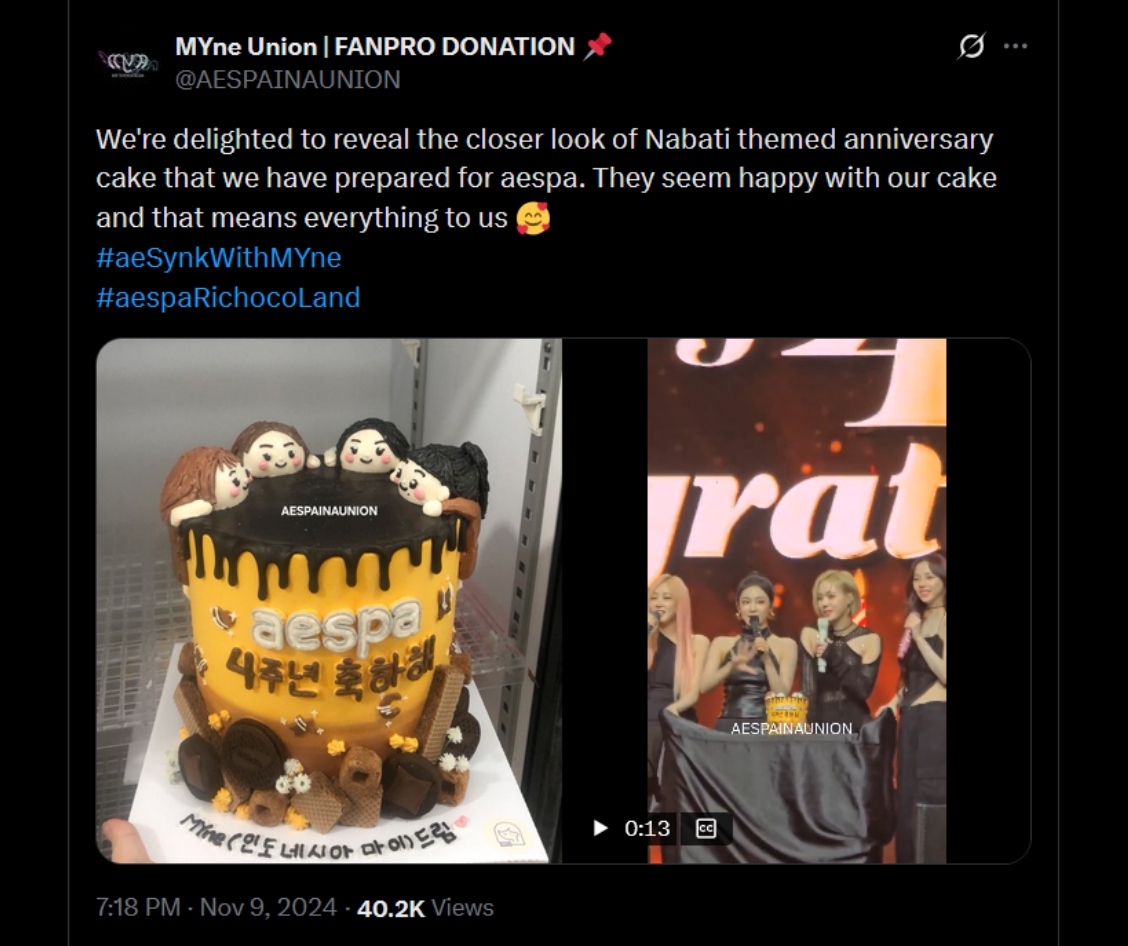 MYne Union | FANPRO DONATION 📌
@AESPAINAUNION
We're delighted to reveal the closer look of Nabati themed anniversary
cake that we have prepared for aespa. They seem happy with our cake
and that means everything to us 🥰
#aeSynkWithMYne
#aespaRichocoLand
AESPAINAUNION
aespa
4주년 축하해
MYne(인도네시아 마이)드림
grat
AESPAINAUNION
0:13
CC
7:18 PM · Nov 9, 2024 · 40.2K Views